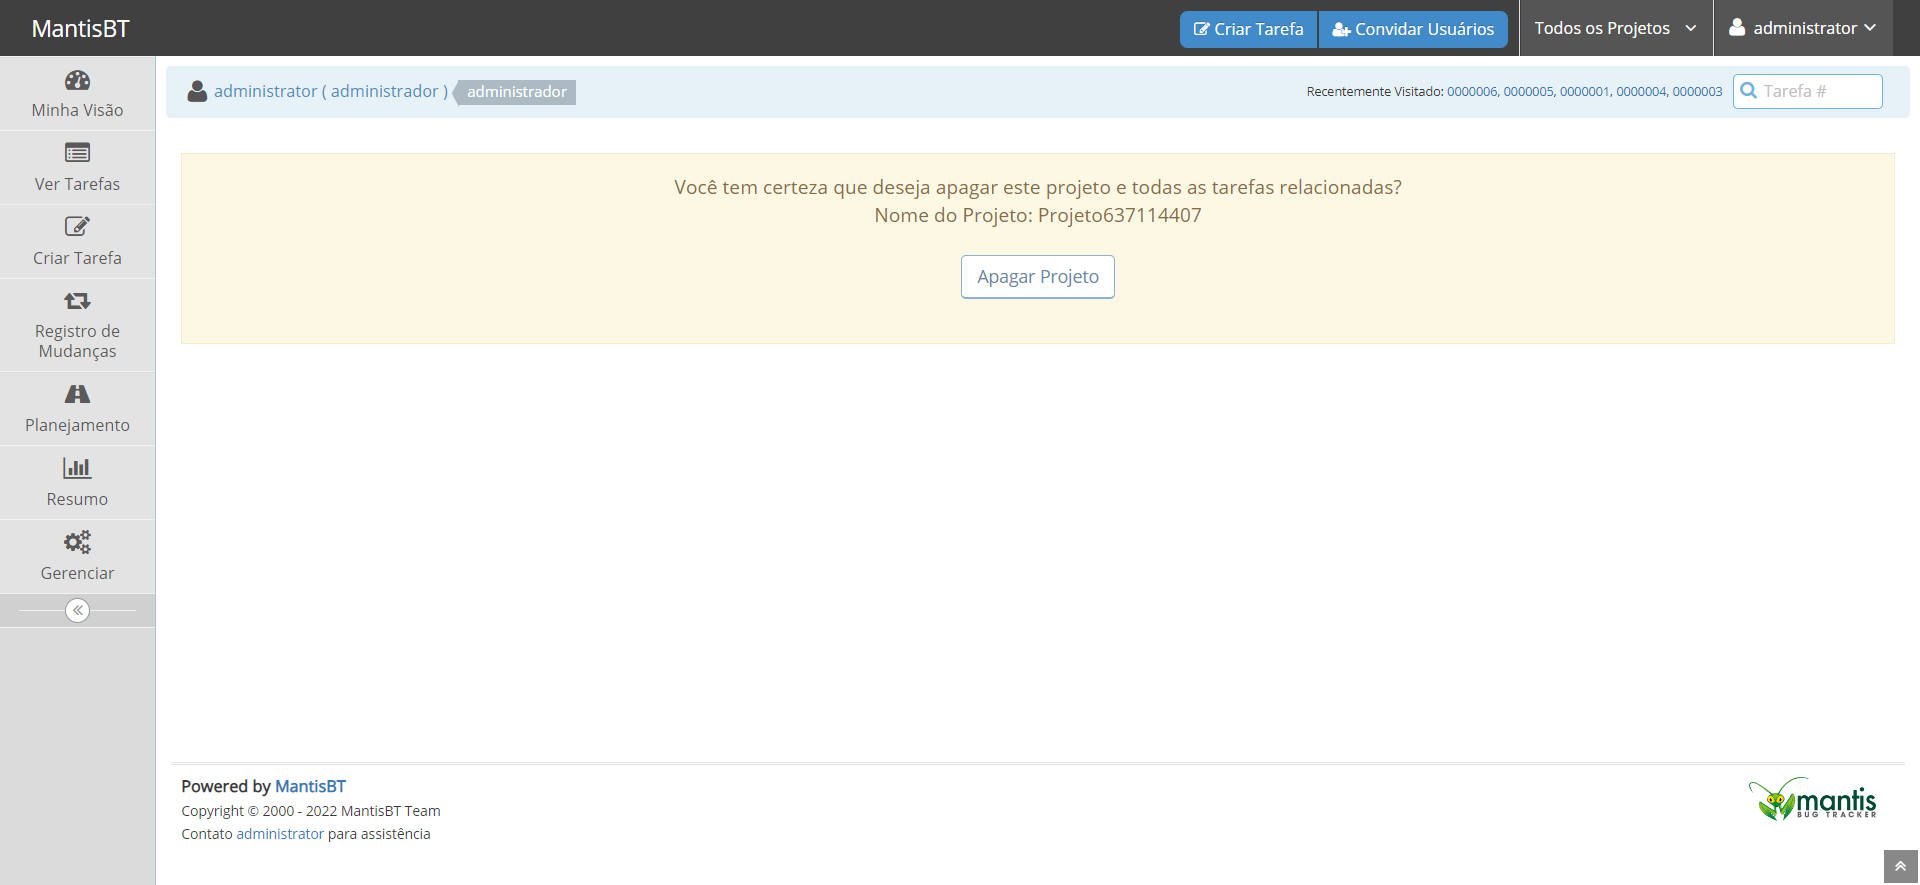 MantisBT
Criar Tarefa
Convidar Usuários
Todos os Projetos
administrator
Minha Visão
Ver Tarefas
Criar Tarefa
Registro de
Mudanças
Planejamento
Resumo
Gerenciar
administrator ( administrador )
administrador
Recentemente Visitado: 0000006, 0000005, 0000001, 0000004, 0000003
Tarefa #
Você tem certeza que deseja apagar este projeto e todas as tarefas relacionadas?
Nome do Projeto: Projeto637114407
Apagar Projeto
Powered by MantisBT
Copyright © 2000 - 2022 MantisBT Team
Contato administrator para assistência
mantis
BUG TRACKER